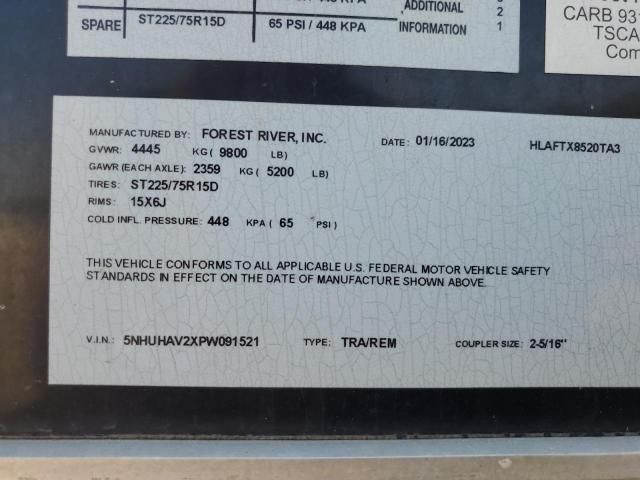 SPARE ST225/75R15D 65 PSI / 448 KPA
ADDITIONAL
INFORMATION
2
1
CARB 93
TSCA
Com
MANUFACTURED BY: FOREST RIVER, INC. DATE: 01/16/2023 HLAFTX8520TA3
GVWR: 4445 KG ( 9800 LB)
GAWR (EACH AXLE): 2359 KG ( 5200 LB)
TIRES: ST225/75R15D
RIMS: 15X6J
COLD INFL. PRESSURE: 448 KPA ( 65 PSI)
THIS VEHICLE CONFORMS TO ALL APPLICABLE U.S. FEDERAL MOTOR VEHICLE SAFETY
STANDARDS IN EFFECT ON THE DATE OF MANUFACTURE SHOWN ABOVE.
V.I.N.: 5NHUHAV2XPW091521 TYPE: TRA/REM COUPLER SIZE: 2-5/16"